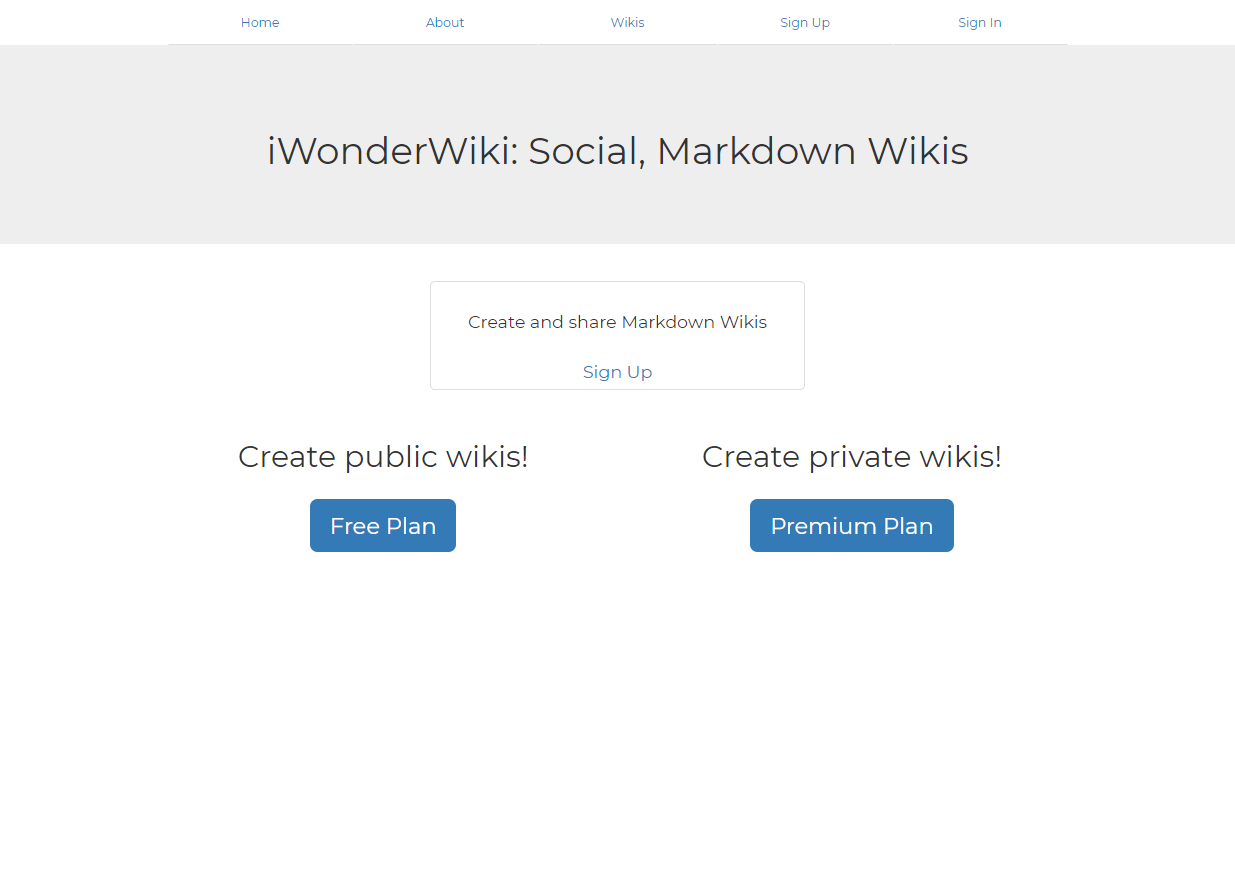 Home About Wikis Sign Up Sign In
iWonderWiki: Social, Markdown Wikis
Create and share Markdown Wikis
Sign Up
Create public wikis! Create private wikis!
Free Plan Premium Plan